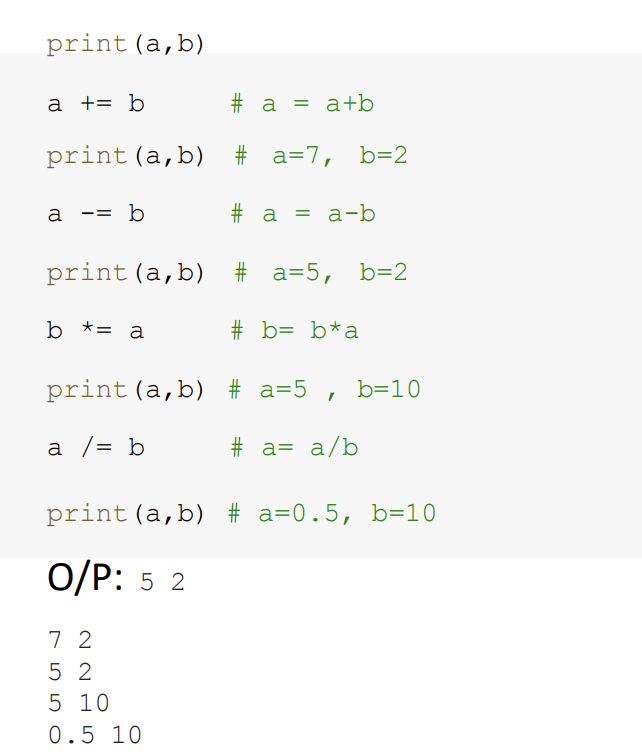 print(a,b)
a += b # a = a+b
print(a,b) # a=7, b=2
a -= b # a = a-b
print(a,b) # a=5, b=2
b *= a # b= b*a
print(a,b) # a=5 , b=10
a /= b # a= a/b
print(a,b) # a=0.5, b=10
O/P: 5 2
7 2
5 2
5 10
0.5 10